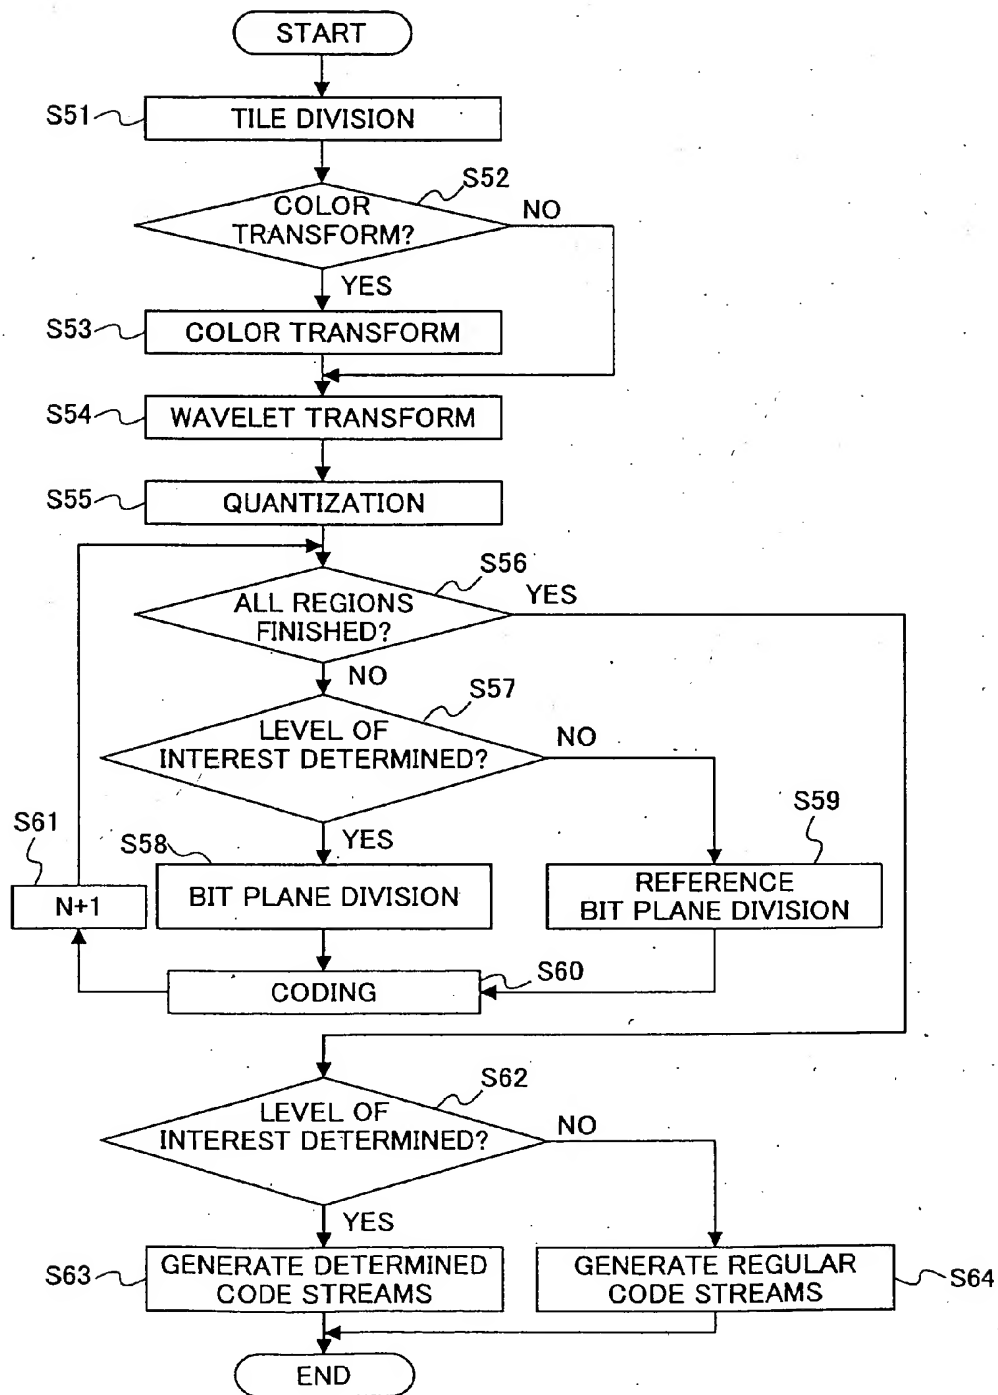 START
S51
TILE DIVISION
S52
COLOR
TRANSFORM?
NO
YES
S53
COLOR TRANSFORM
S54
WAVELET TRANSFORM
S55
QUANTIZATION
S56
ALL REGIONS
FINISHED?
YES
NO
S57
LEVEL OF
INTEREST DETERMINED?
NO
YES
S61
N+1
S58
BIT PLANE DIVISION
S59
REFERENCE
BIT PLANE DIVISION
S60
CODING
S62
LEVEL OF
INTEREST DETERMINED?
NO
YES
S63
GENERATE DETERMINED
CODE STREAMS
GENERATE REGULAR
CODE STREAMS
S64
END